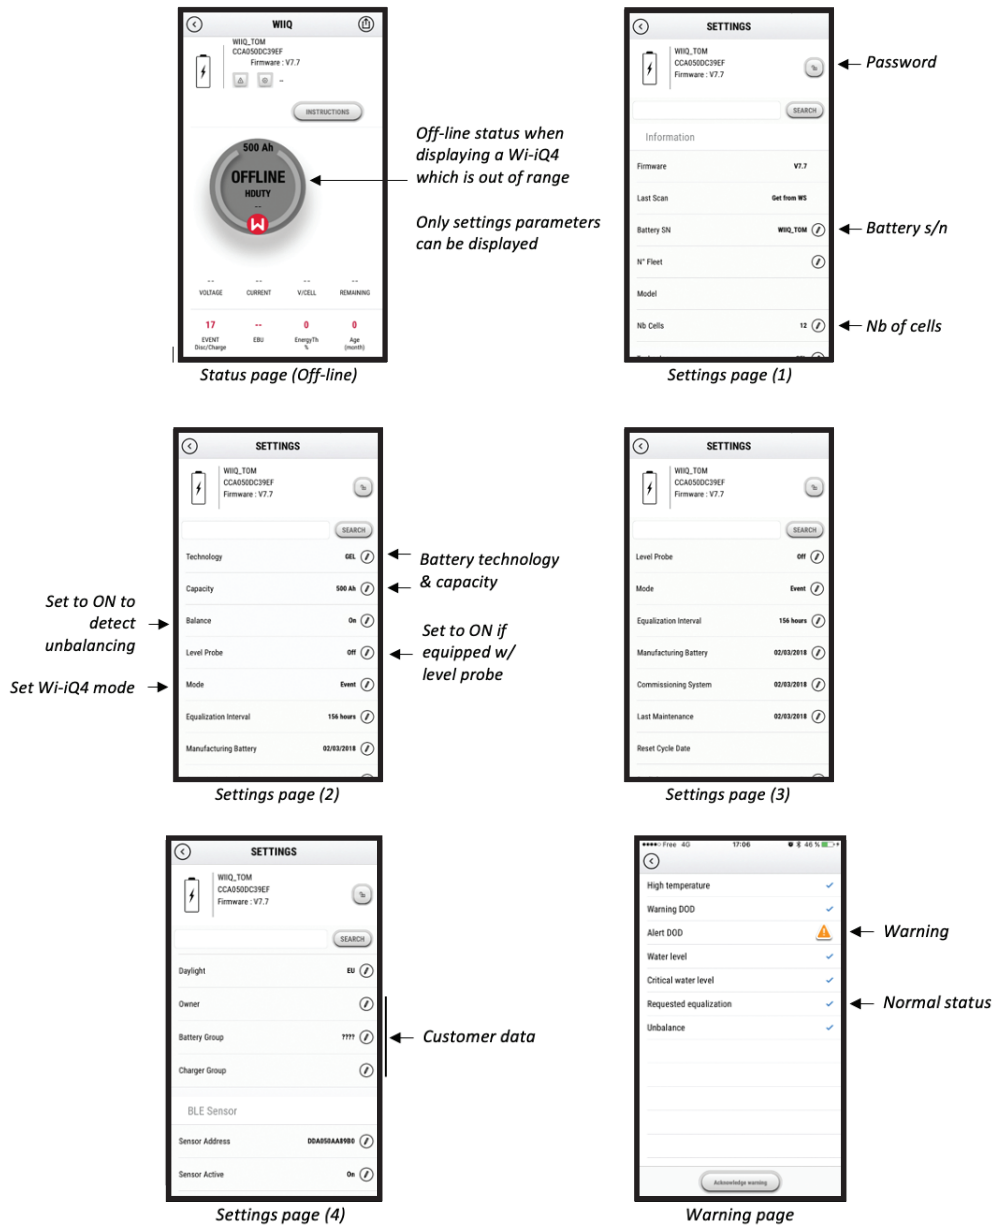 WIIQ
WIIQ_TOM
CCA050DC39EF
Firmware : V7.7
--
INSTRUCTIONS
500 Ah
OFFLINE
HDUTY
--
-- -- -- --
VOLTAGE CURRENT V/CELL REMAINING
17 -- 0 0
EVENT EBU EnergyTh Age
Disc/Charge % (month)
Status page (Off-line)
Off-line status when
displaying a Wi-iQ4
which is out of range
Only settings parameters
can be displayed
SETTINGS
WIIQ_TOM
CCA050DC39EF
Firmware : V7.7
SEARCH
Information
Firmware V7.7
Last Scan Get from WS
Battery SN WIIQ_TOM
N° Fleet
Model
Nb Cells 12
Password
Battery s/n
Nb of cells
Settings page (1)
SETTINGS
WIIQ_TOM
CCA050DC39EF
Firmware : V7.7
SEARCH
Technology GEL
Capacity 500 Ah
Balance On
Level Probe Off
Mode Event
Equalization Interval 156 hours
Manufacturing Battery 02/03/2018
Set to ON to
detect
unbalancing
Set Wi-iQ4 mode
Battery technology
& capacity
Set to ON if
equipped w/
level probe
Settings page (2)
SETTINGS
WIIQ_TOM
CCA050DC39EF
Firmware : V7.7
SEARCH
Level Probe Off
Mode Event
Equalization Interval 156 hours
Manufacturing Battery 02/03/2018
Commissioning System 02/03/2018
Last Maintenance 02/03/2018
Reset Cycle Date
Settings page (3)
SETTINGS
WIIQ_TOM
CCA050DC39EF
Firmware : V7.7
SEARCH
Daylight EU
Owner
Battery Group ????
Charger Group
BLE Sensor
Sensor Address DDA050AA89B0
Sensor Active On
Customer data
Settings page (4)
Free 4G 17:06 46 %
High temperature
Warning DOD
Alert DOD
Water level
Critical water level
Requested equalization
Unbalance
Acknowledge warning
Warning
Normal status
Warning page